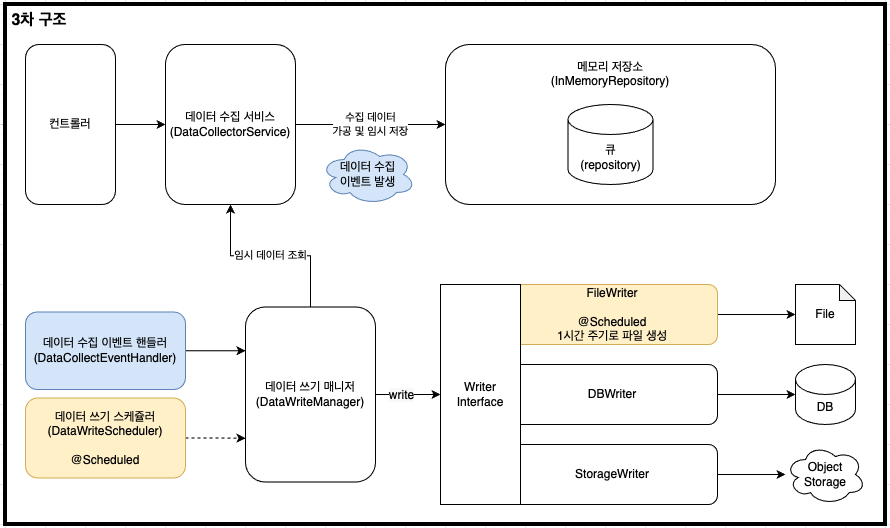 3차 구조
컨트롤러
데이터 수집 서비스
(DataCollectorService)
수집 데이터
가공 및 임시 저장
데이터 수집
이벤트 발생
메모리 저장소
(InMemoryRepository)
큐
(repository)
임시 데이터 조회
데이터 수집 이벤트 핸들러
(DataCollectEventHandler)
데이터 쓰기 스케쥴러
(DataWriteScheduler)
@Scheduled
데이터 쓰기 매니저
(DataWriteManager)
write
Writer
Interface
FileWriter
@Scheduled
1시간 주기로 파일 생성
File
DBWriter
DB
StorageWriter
Object
Storage